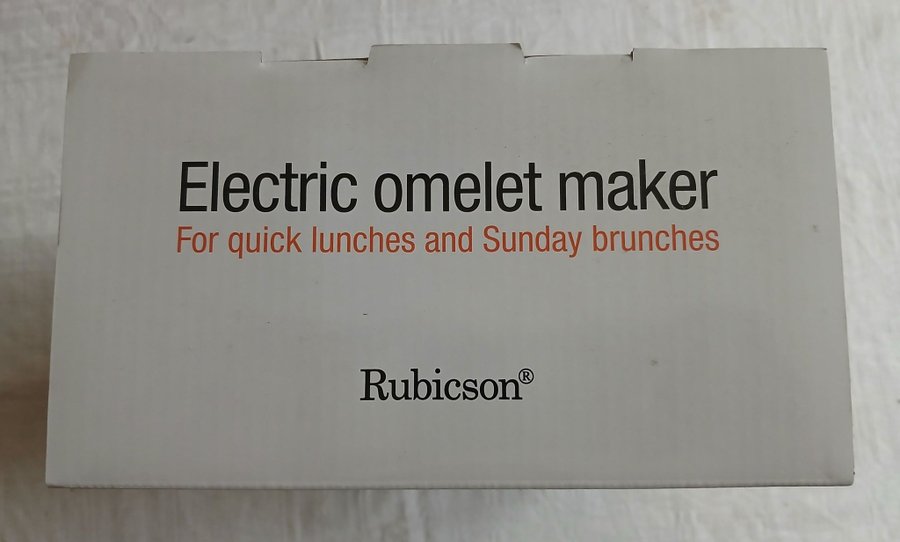 Electric omelet maker
For quick lunches and Sunday brunches
Rubicson®